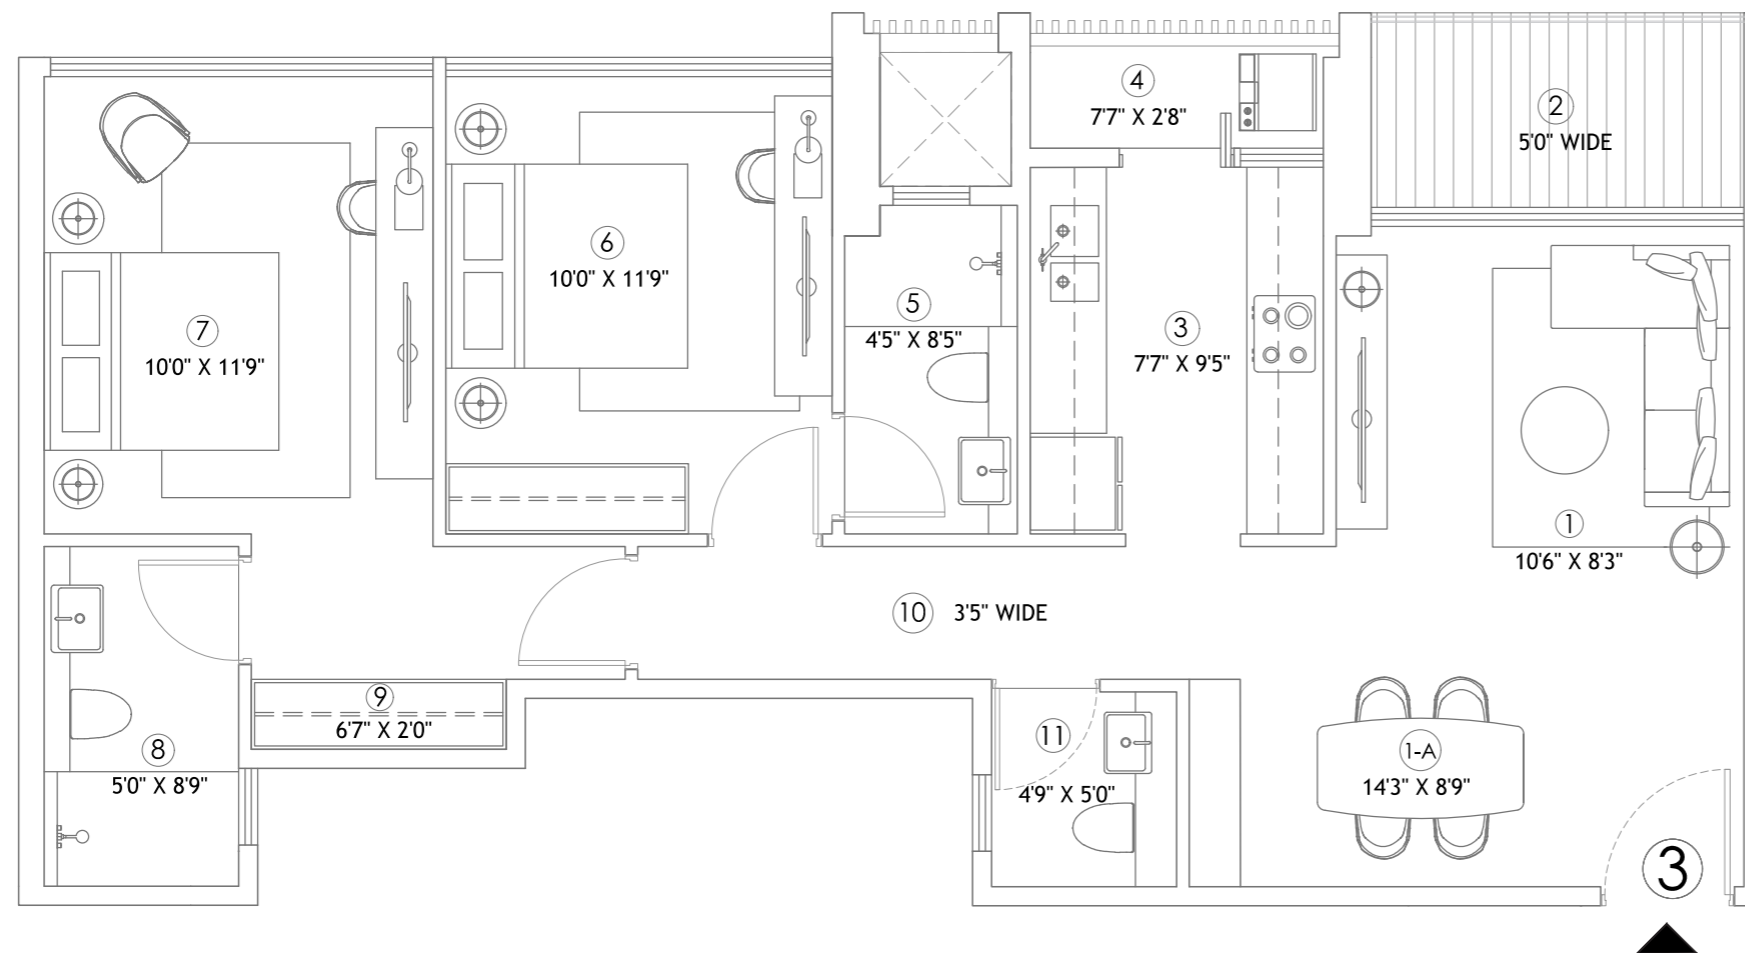 4
7'7" X 2'8"
2
5'0" WIDE
6
10'0" X 11'9"
7
10'0" X 11'9"
5
4'5" X 8'5"
3
7'7" X 9'5"
1
10'6" X 8'3"
10 3'5" WIDE
9
6'7" X 2'0"
8
5'0" X 8'9"
11
4'9" X 5'0"
1-A
14'3" X 8'9"
3